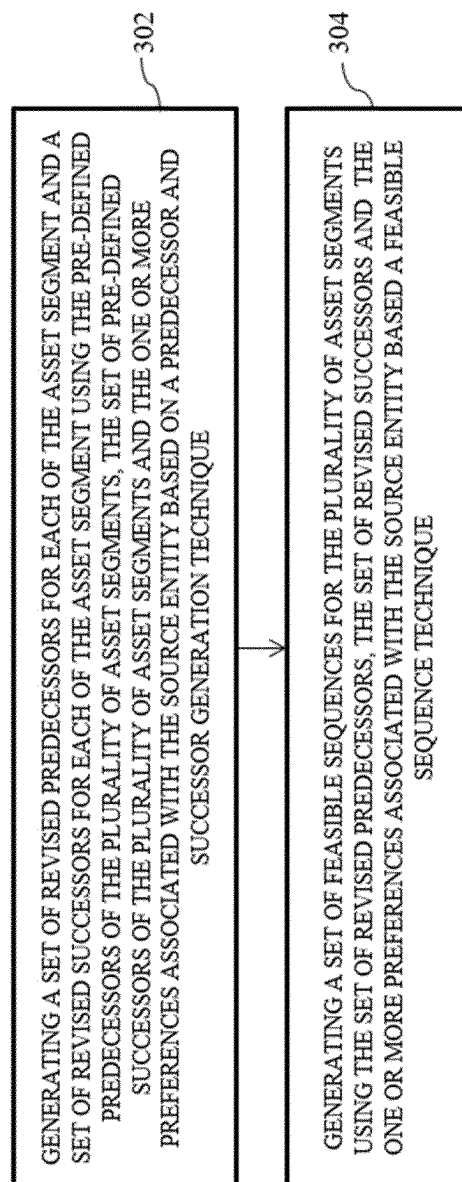 GENERATING A SET OF REVISED PREDECESSORS FOR EACH OF THE ASSET SEGMENT AND A
SET OF REVISED SUCCESSORS FOR EACH OF THE ASSET SEGMENT USING THE PRE-DEFINED
PREDECESSORS OF THE PLURALITY OF ASSET SEGMENTS, THE SET OF PRE-DEFINED
SUCCESSORS OF THE PLURALITY OF ASSET SEGMENTS AND THE ONE OR MORE
PREFERENCES ASSOCIATED WITH THE SOURCE ENTITY BASED ON A PREDECESSOR AND
SUCCESSOR GENERATION TECHNIQUE
302
GENERATING A SET OF FEASIBLE SEQUENCES FOR THE PLURALITY OF ASSET SEGMENTS
USING THE SET OF REVISED PREDECESSORS, THE SET OF REVISED SUCCESSORS AND THE
ONE OR MORE PREFERENCES ASSOCIATED WITH THE SOURCE ENTITY BASED A FEASIBLE
SEQUENCE TECHNIQUE
304